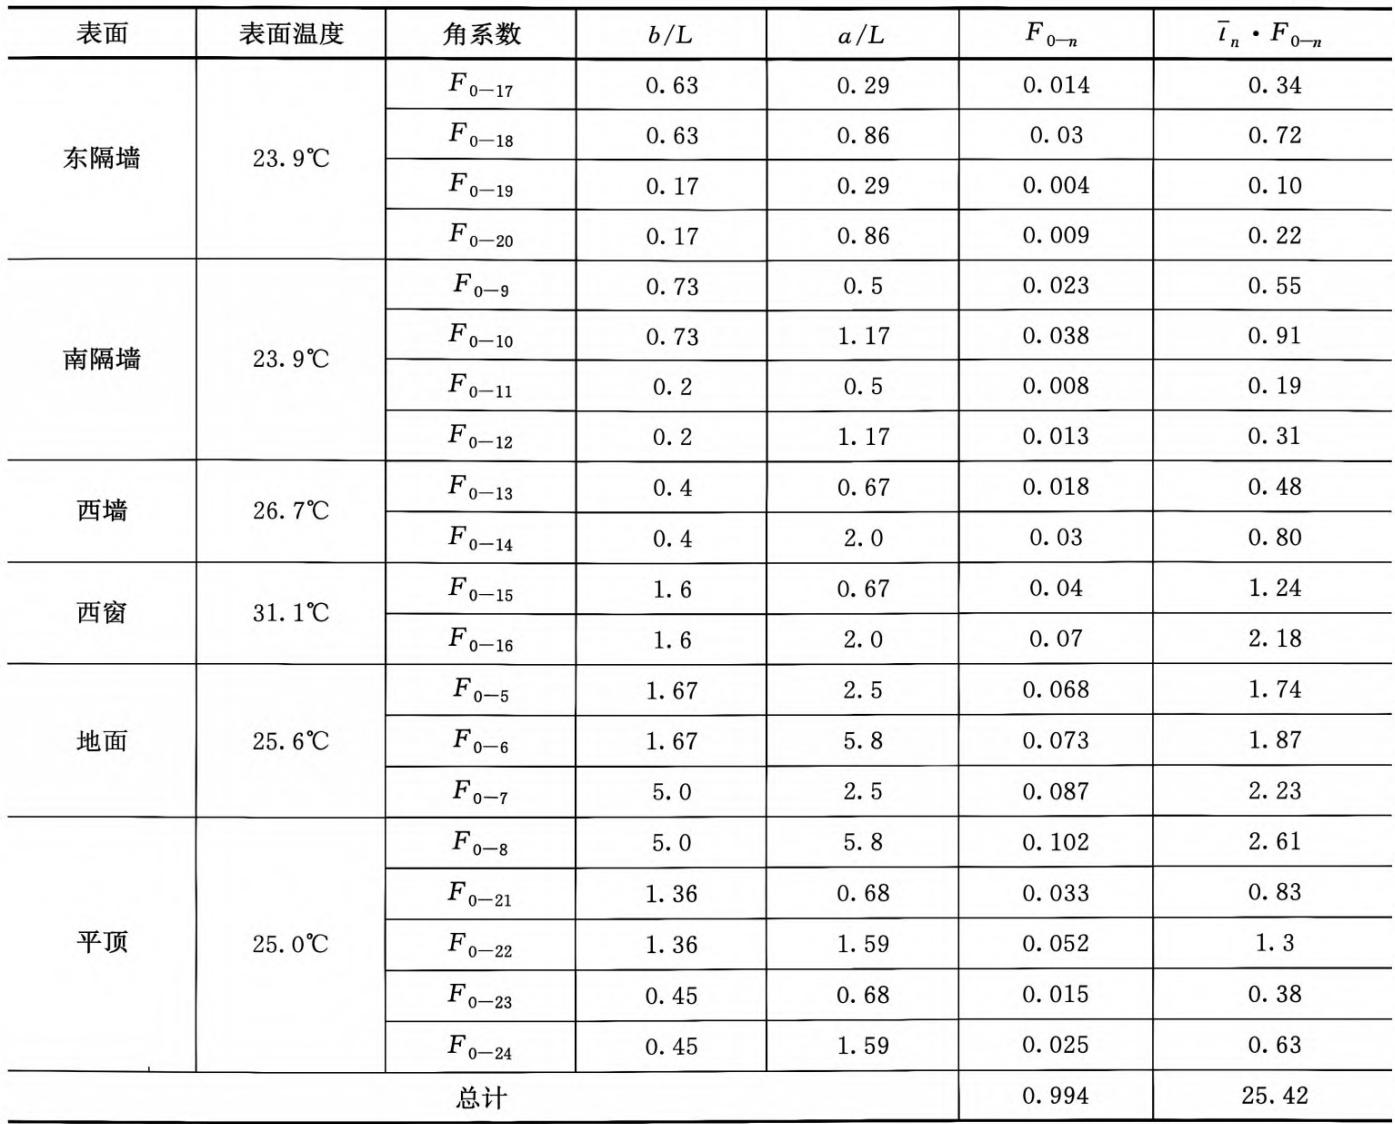 表面 表面温度 角系数 b/L a/L F₀₋ₙ t̄ₙ·F₀₋ₙ
东隔墙 23.9℃ F₀₋₁₇ 0.63 0.29 0.014 0.34
F₀₋₁₈ 0.63 0.86 0.03 0.72
F₀₋₁₉ 0.17 0.29 0.004 0.10
F₀₋₂₀ 0.17 0.86 0.009 0.22
南隔墙 23.9℃ F₀₋₉ 0.73 0.5 0.023 0.55
F₀₋₁₀ 0.73 1.17 0.038 0.91
F₀₋₁₁ 0.2 0.5 0.008 0.19
F₀₋₁₂ 0.2 1.17 0.013 0.31
西墙 26.7℃ F₀₋₁₃ 0.4 0.67 0.018 0.48
F₀₋₁₄ 0.4 2.0 0.03 0.80
西窗 31.1℃ F₀₋₁₅ 1.6 0.67 0.04 1.24
F₀₋₁₆ 1.6 2.0 0.07 2.18
地面 25.6℃ F₀₋₅ 1.67 2.5 0.068 1.74
F₀₋₆ 1.67 5.8 0.073 1.87
F₀₋₇ 5.0 2.5 0.087 2.23
平顶 25.0℃ F₀₋₈ 5.0 5.8 0.102 2.61
F₀₋₂₁ 1.36 0.68 0.033 0.83
F₀₋₂₂ 1.36 1.59 0.052 1.3
F₀₋₂₃ 0.45 0.68 0.015 0.38
F₀₋₂₄ 0.45 1.59 0.025 0.63
总计 0.994 25.42